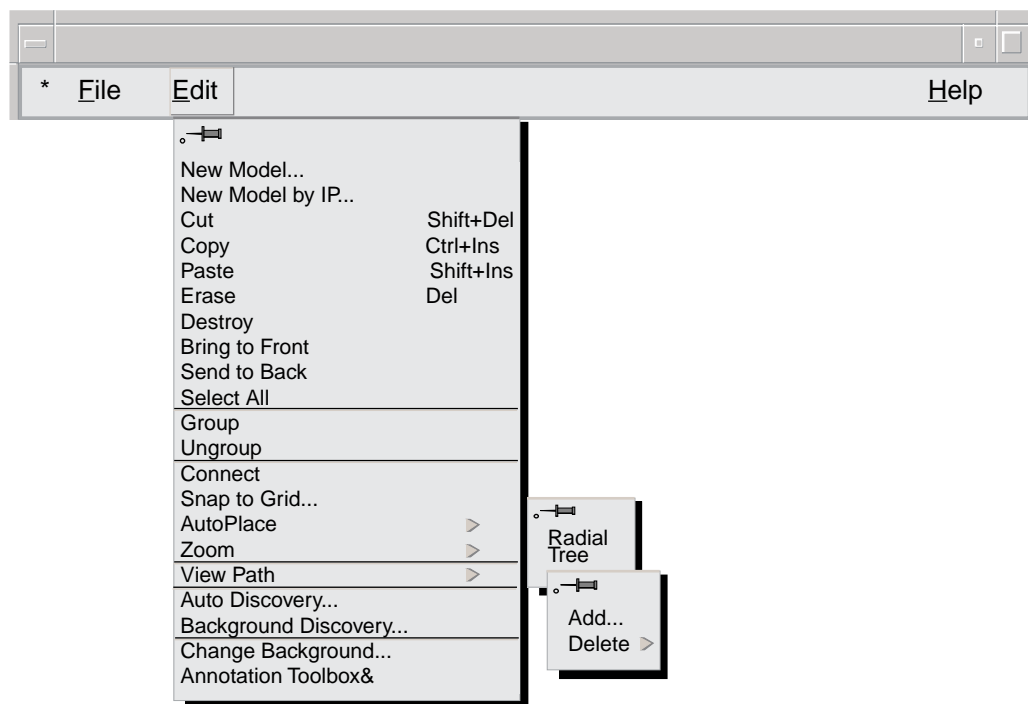 * File Edit Help
New Model...
New Model by IP...
Cut Shift+Del
Copy Ctrl+Ins
Paste Shift+Ins
Erase Del
Destroy
Bring to Front
Send to Back
Select All
Group
Ungroup
Connect
Snap to Grid...
AutoPlace
Zoom
View Path
Auto Discovery...
Background Discovery...
Change Background...
Annotation Toolbox&
Radial
Tree
Add...
Delete